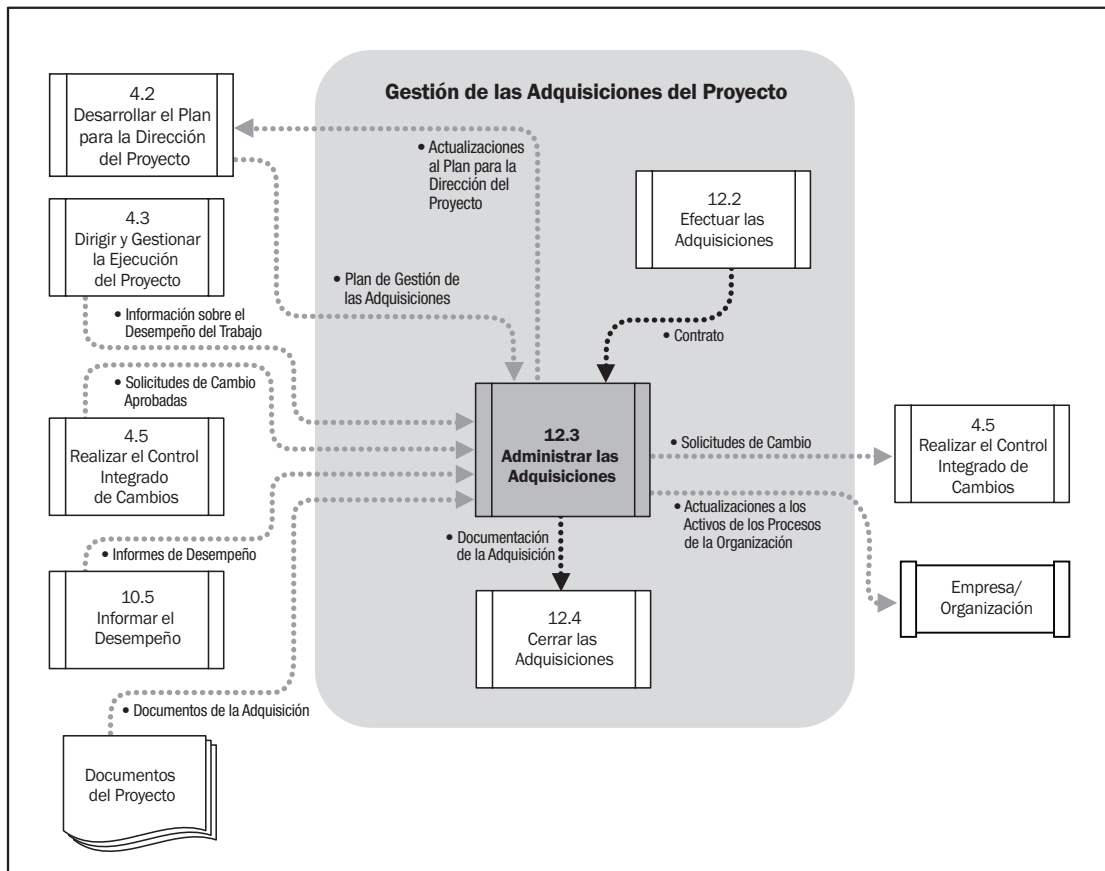 Gestión de las Adquisiciones del Proyecto
4.2
Desarrollar el Plan
para la Dirección
del Proyecto
• Actualizaciones
al Plan para la
Dirección del
Proyecto
12.2
Efectuar las
Adquisiciones
4.3
Dirigir y Gestionar
la Ejecución
del Proyecto
• Plan de Gestión de
las Adquisiciones
• Información sobre el
Desempeño del Trabajo
• Contrato
• Solicitudes de Cambio
Aprobadas
4.5
Realizar el Control
Integrado
de Cambios
12.3
Administrar las
Adquisiciones
• Solicitudes de Cambio
4.5
Realizar el Control
Integrado de
Cambios
• Actualizaciones a los
Activos de los Procesos
de la Organización
• Documentación
de la Adquisición
• Informes de Desempeño
10.5
Informar el
Desempeño
12.4
Cerrar las
Adquisiciones
Empresa/
Organización
• Documentos de la Adquisición
Documentos
del Proyecto